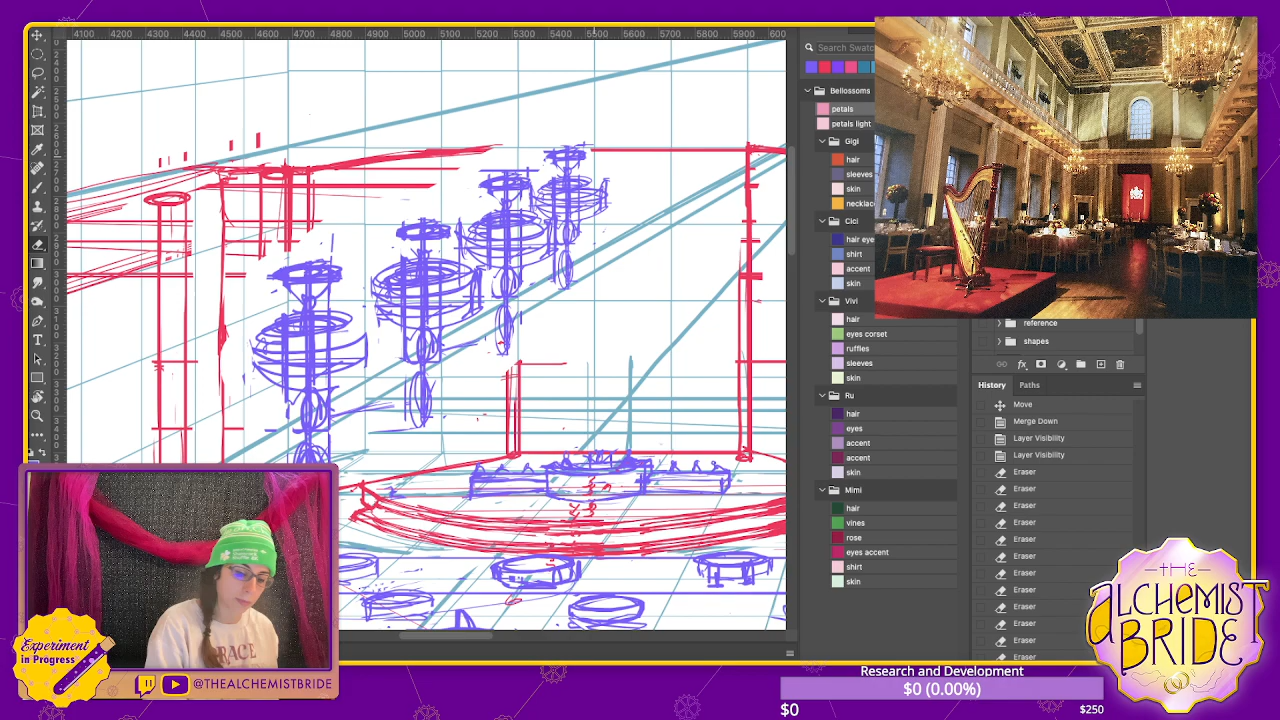 4100 4200 4300 4400 4500 4600 4700 4800 4900 5000 5100 5200 5300 5400 5500 5600 5700 5800 5900 600
Search Swatc
Bellossoms
petals
petals light
Gigi
hair
sleeves
skin
necklace
Cici
hair eye
shirt
accent
skin
Vivi
hair
eyes corset
ruffles
sleeves
skin
Ru
hair
eyes
accent
accent
skin
Mimi
hair
vines
rose
eyes accent
shirt
skin
reference
shapes
History Paths
Move
Merge Down
Layer Visibility
Layer Visibility
Eraser
Eraser
Eraser
Eraser
Eraser
Eraser
Eraser
Eraser
Eraser
Eraser
Eraser
Eraser
GRACE
Experiment
in Progress
@THEALCHEMISTBRIDE
Research and Development
$0 (0.00%)
$0
$250
THE
ALCHEMIST
BRIDE